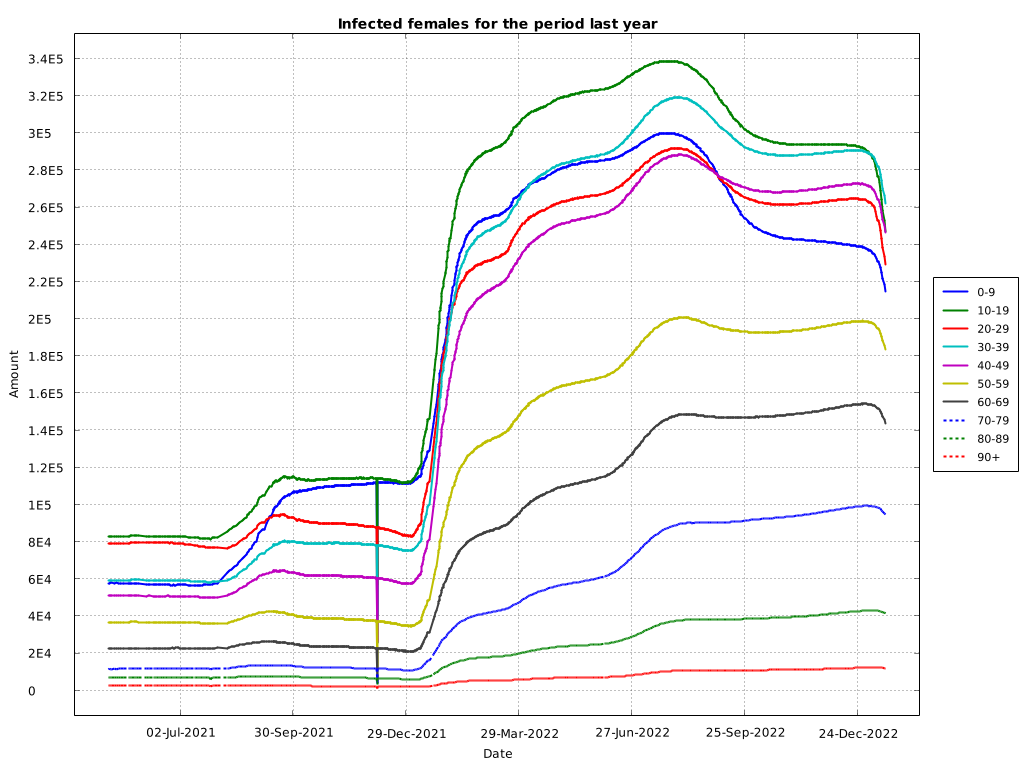 Infected females for the period last year
3.4E5
3.2E5
3E5
2.8E5
2.6E5
2.4E5
2.2E5
2E5
1.8E5
1.6E5
1.4E5
1.2E5
1E5
8E4
6E4
4E4
2E4
0
Amount
02-Jul-2021 30-Sep-2021 29-Dec-2021 29-Mar-2022 27-Jun-2022 25-Sep-2022 24-Dec-2022
Date
0-9
10-19
20-29
30-39
40-49
50-59
60-69
70-79
80-89
90+